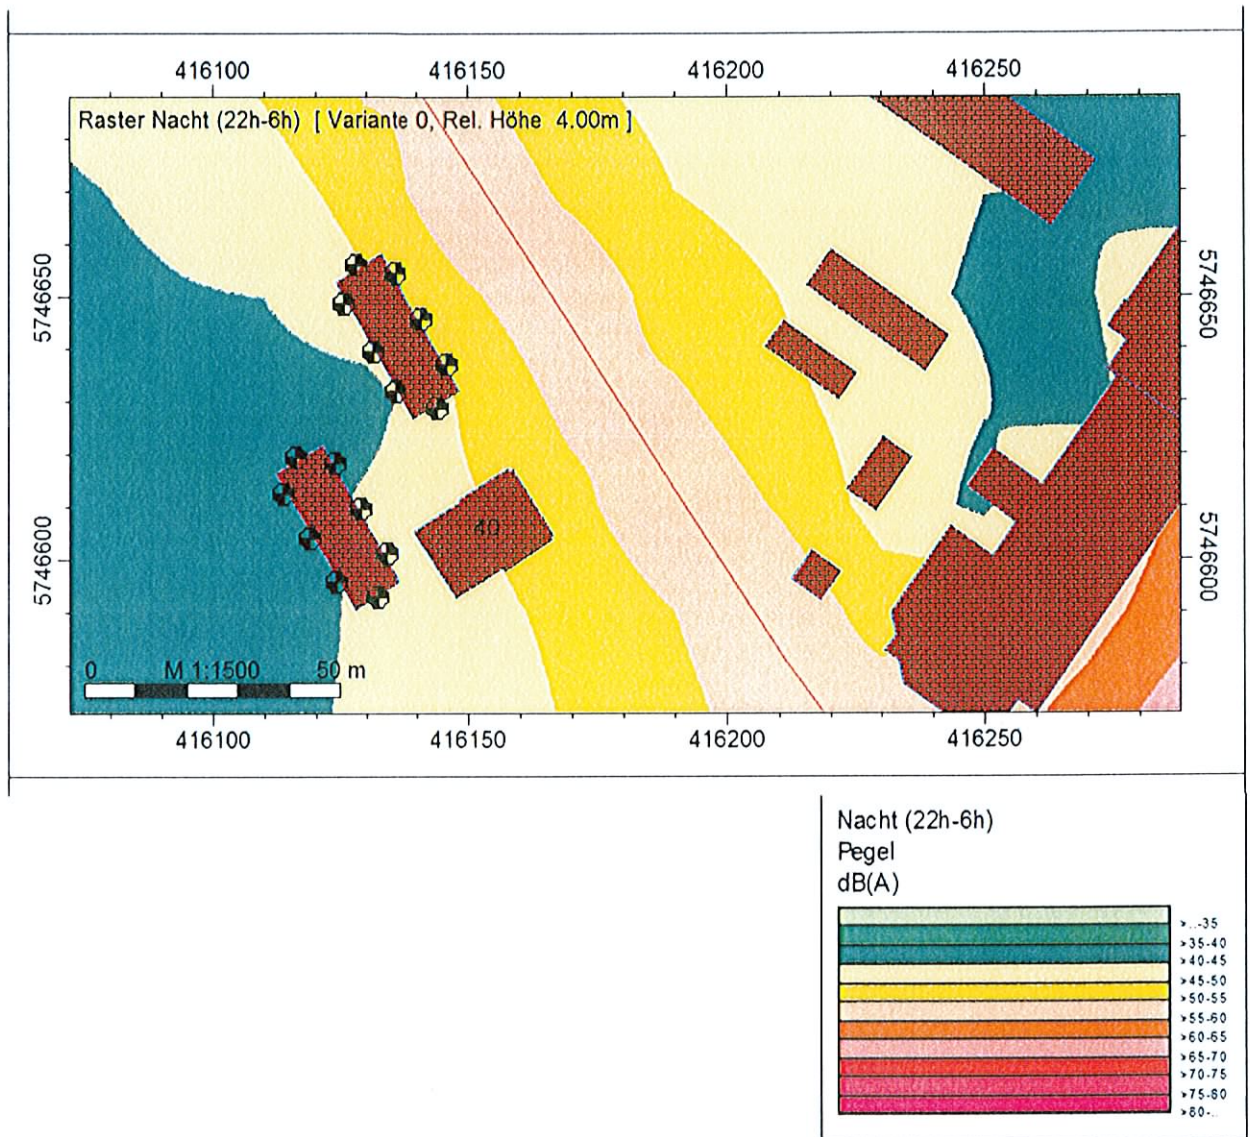 416100 416150 416200 416250
Raster Nacht (22h-6h) [ Variante 0, Rel. Höhe 4.00m ]
5746650
5746650
40
5746600
5746600
0 M 1:1500 50 m
416100 416150 416200 416250
Nacht (22h-6h)
Pegel
dB(A)
>..-35
>35-40
>40-45
>45-50
>50-55
>55-60
>60-65
>65-70
>70-75
>75-80
>80-..